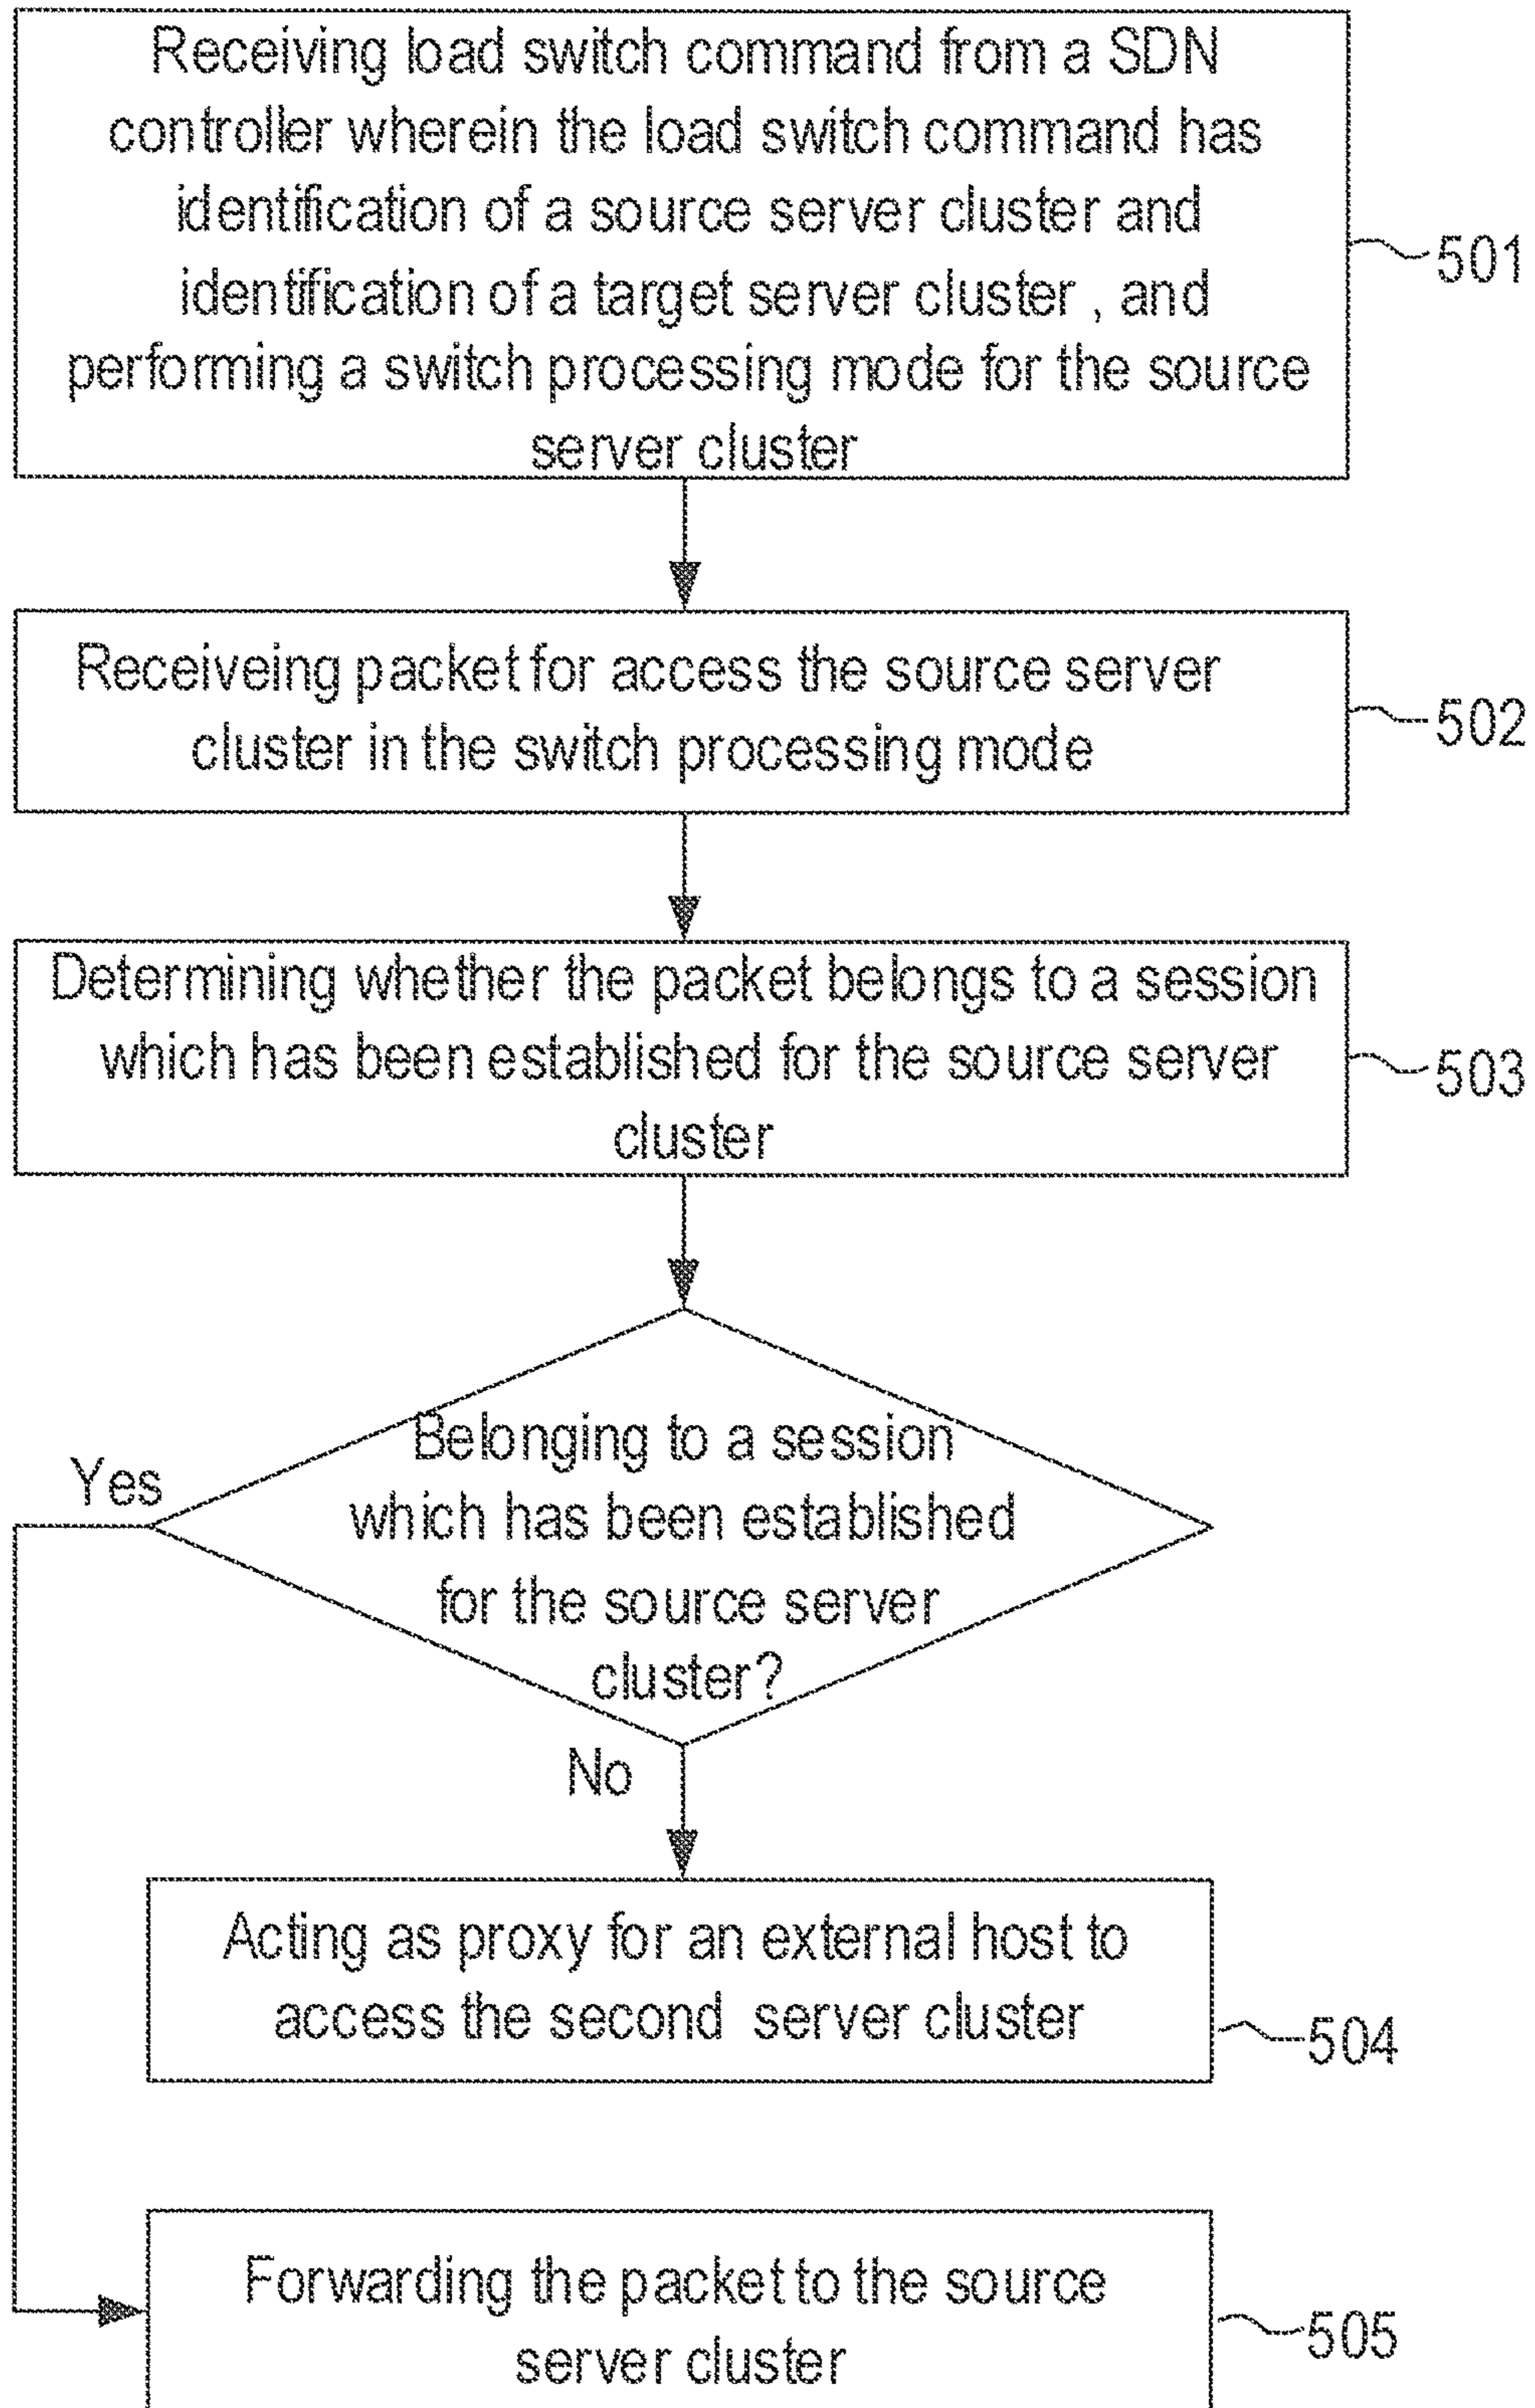 Receiving load switch command from a SDN
controller wherein the load switch command has
identification of a source server cluster and
identification of a target server cluster , and
performing a switch processing mode for the source
server cluster
501
Receiveing packet for access the source server
cluster in the switch processing mode
502
Determining whether the packet belongs to a session
which has been established for the source server
cluster
503
Belonging to a session
which has been established
for the source server
cluster?
Yes
No
Acting as proxy for an external host to
access the second server cluster
504
Forwarding the packet to the source
server cluster
505